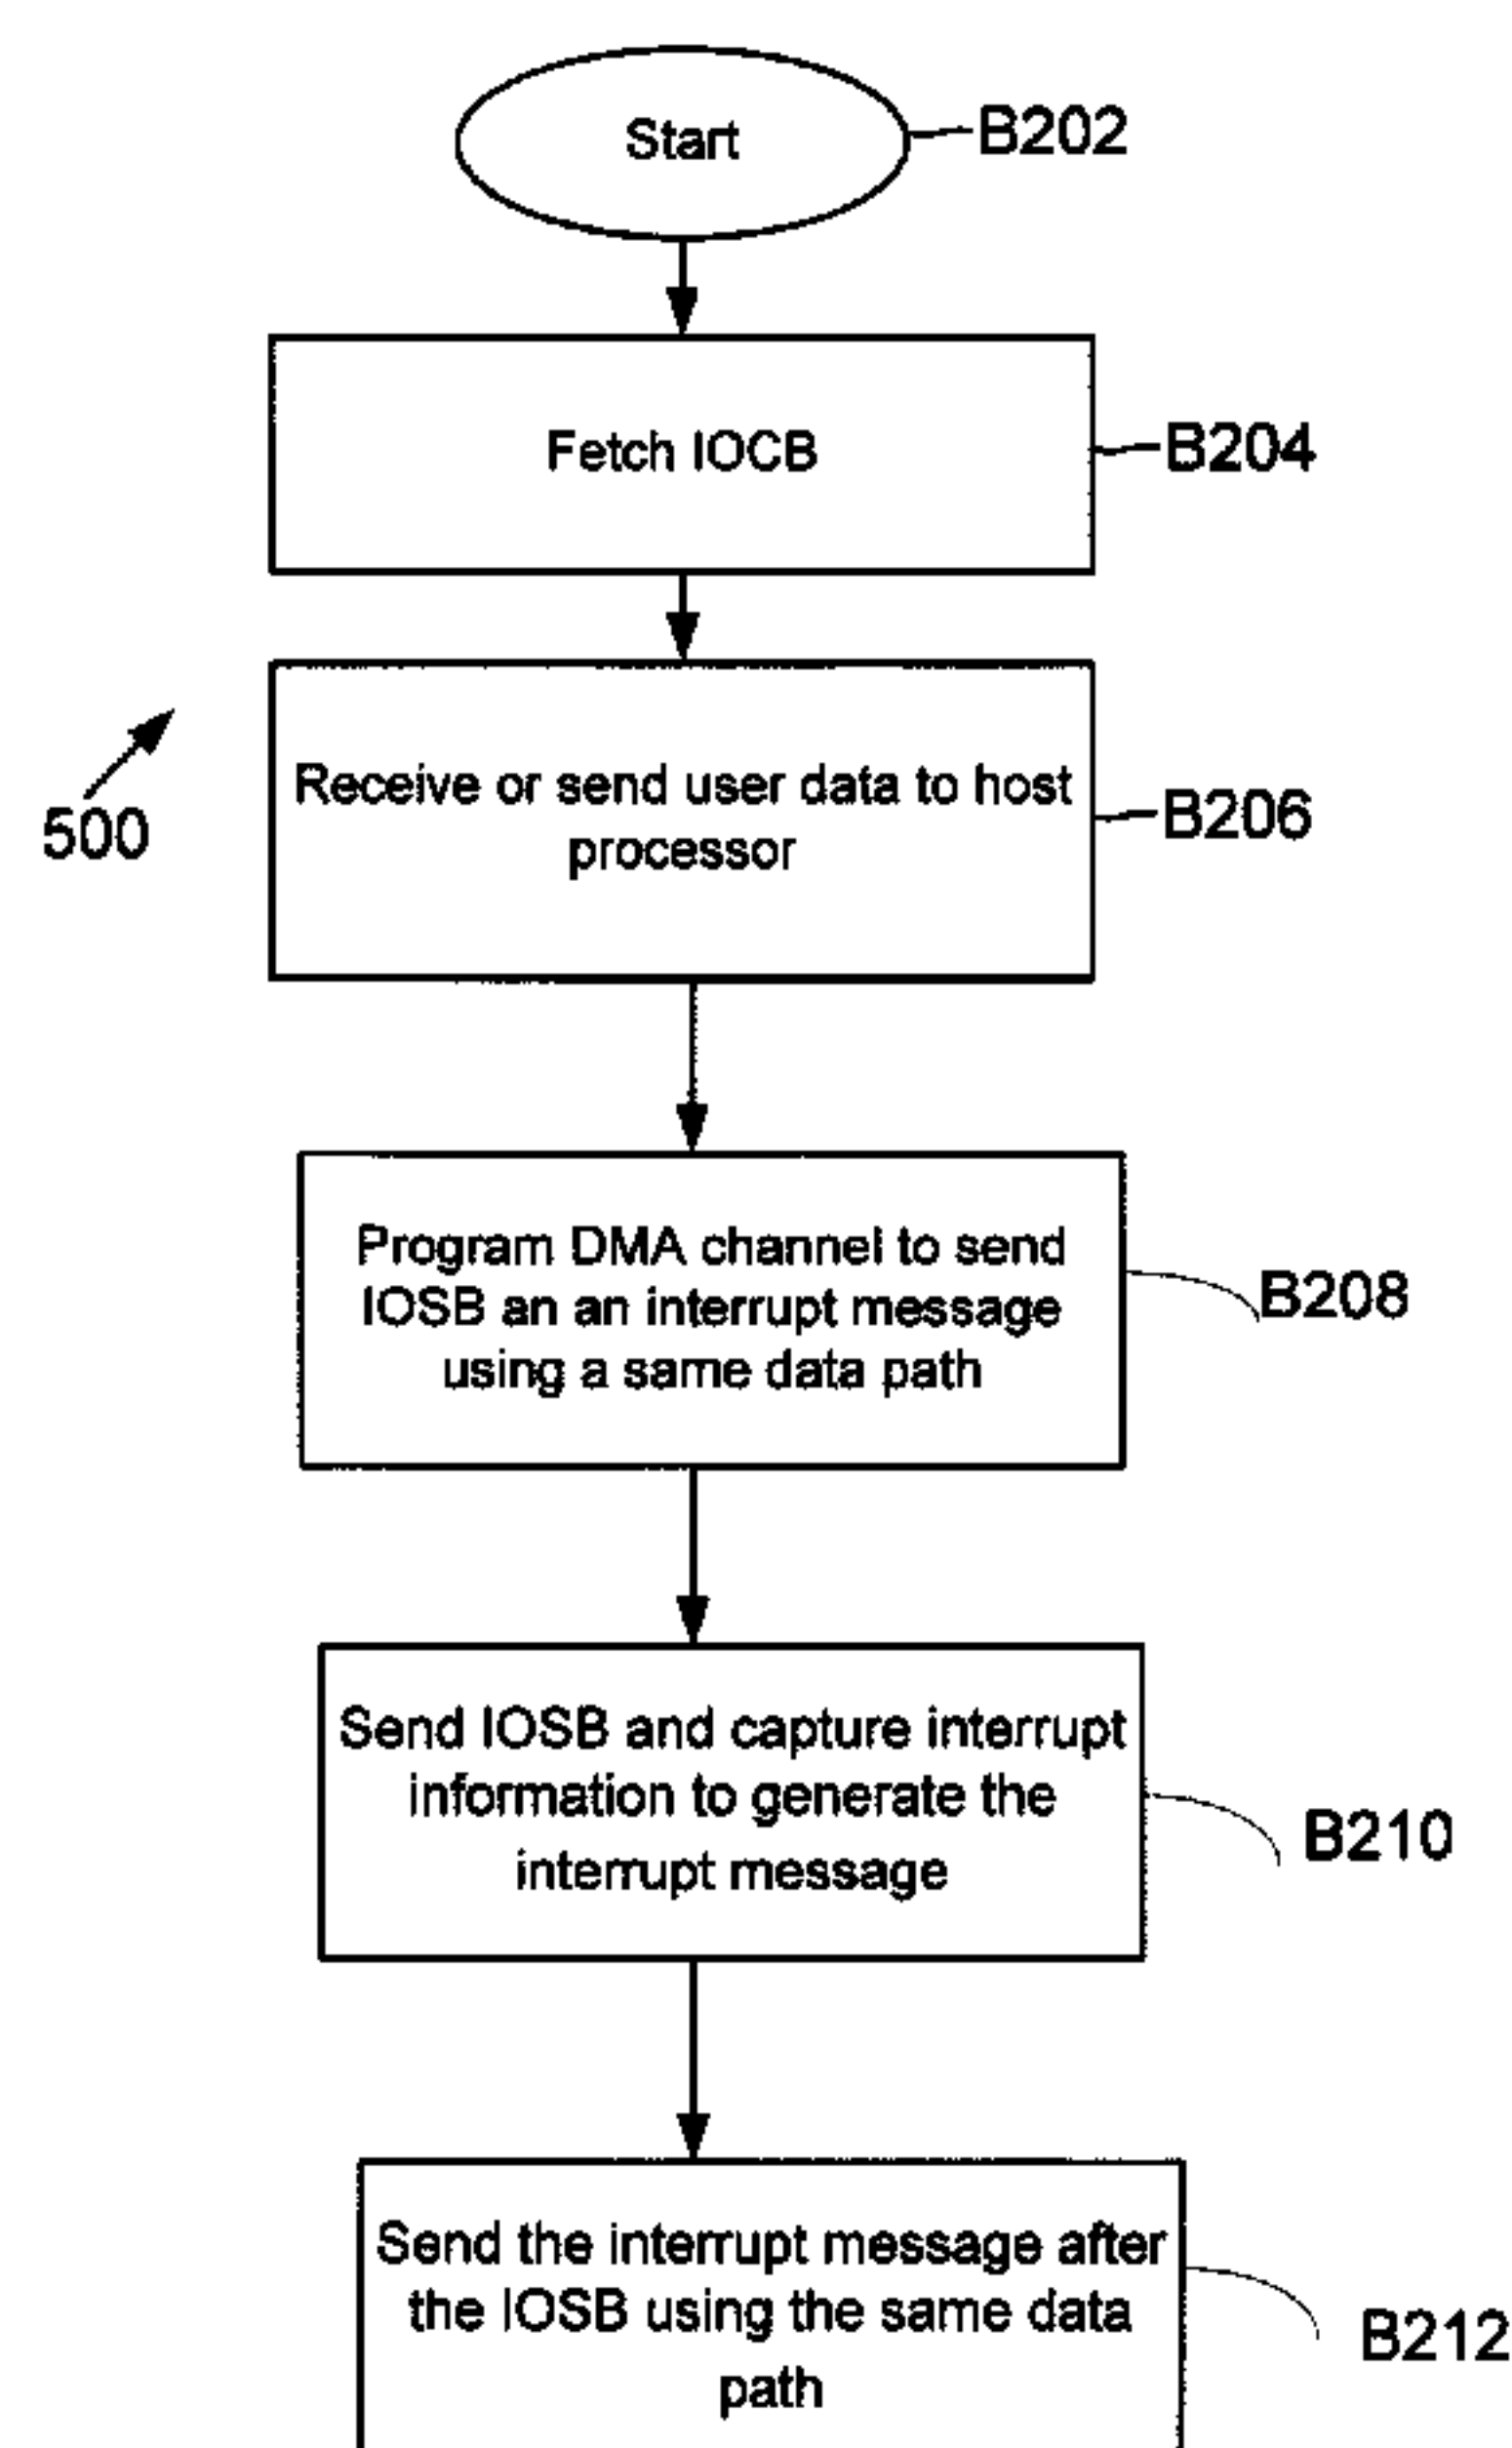 Start
B202
Fetch IOCB
B204
500
Receive or send user data to host
processor
B206
Program DMA channel to send
IOSB an an interrupt message
using a same data path
B208
Send IOSB and capture interrupt
information to generate the
interrupt message
B210
Send the interrupt message after
the IOSB using the same data
path
B212